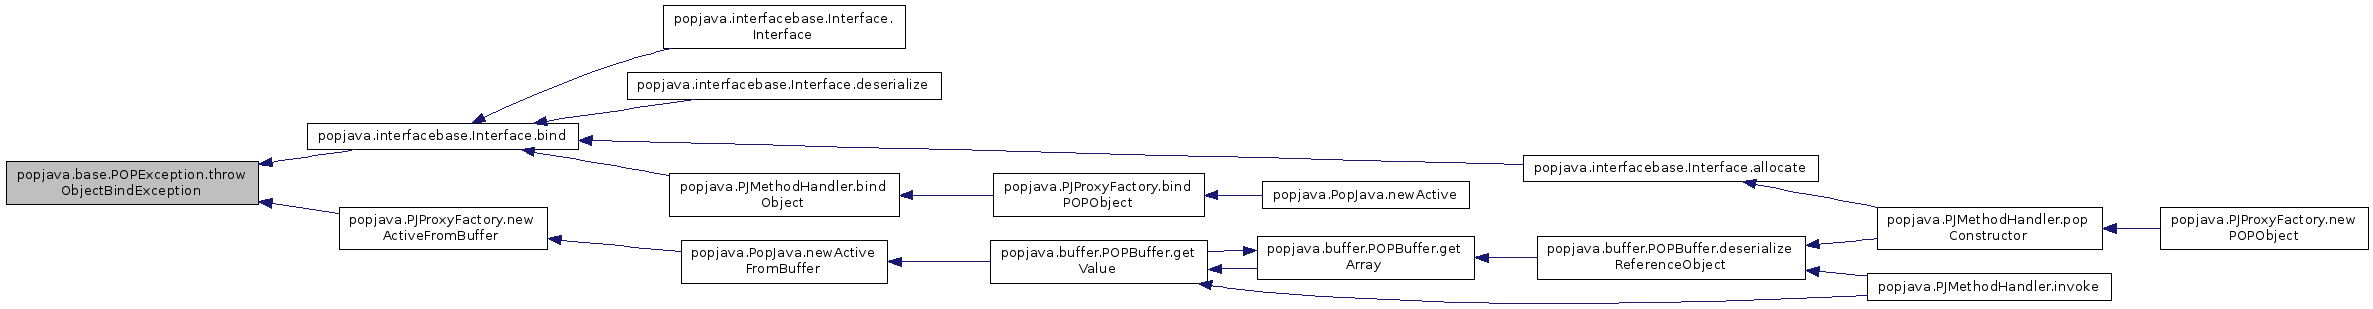 popjava.interfacebase.Interface.
Interface
popjava.interfacebase.Interface.deserialize
popjava.interfacebase.Interface.bind
popjava.base.POPException.throw
ObjectBindException
popjava.interfacebase.Interface.allocate
popjava.PJMethodHandler.bind
Object
popjava.PJProxyFactory.bind
POPObject
popjava.PopJava.newActive
popjava.PJProxyFactory.new
ActiveFromBuffer
popjava.PJMethodHandler.pop
Constructor
popjava.PJProxyFactory.new
POPObject
popjava.PopJava.newActive
FromBuffer
popjava.buffer.POPBuffer.get
Value
popjava.buffer.POPBuffer.get
Array
popjava.buffer.POPBuffer.deserialize
ReferenceObject
popjava.PJMethodHandler.invoke